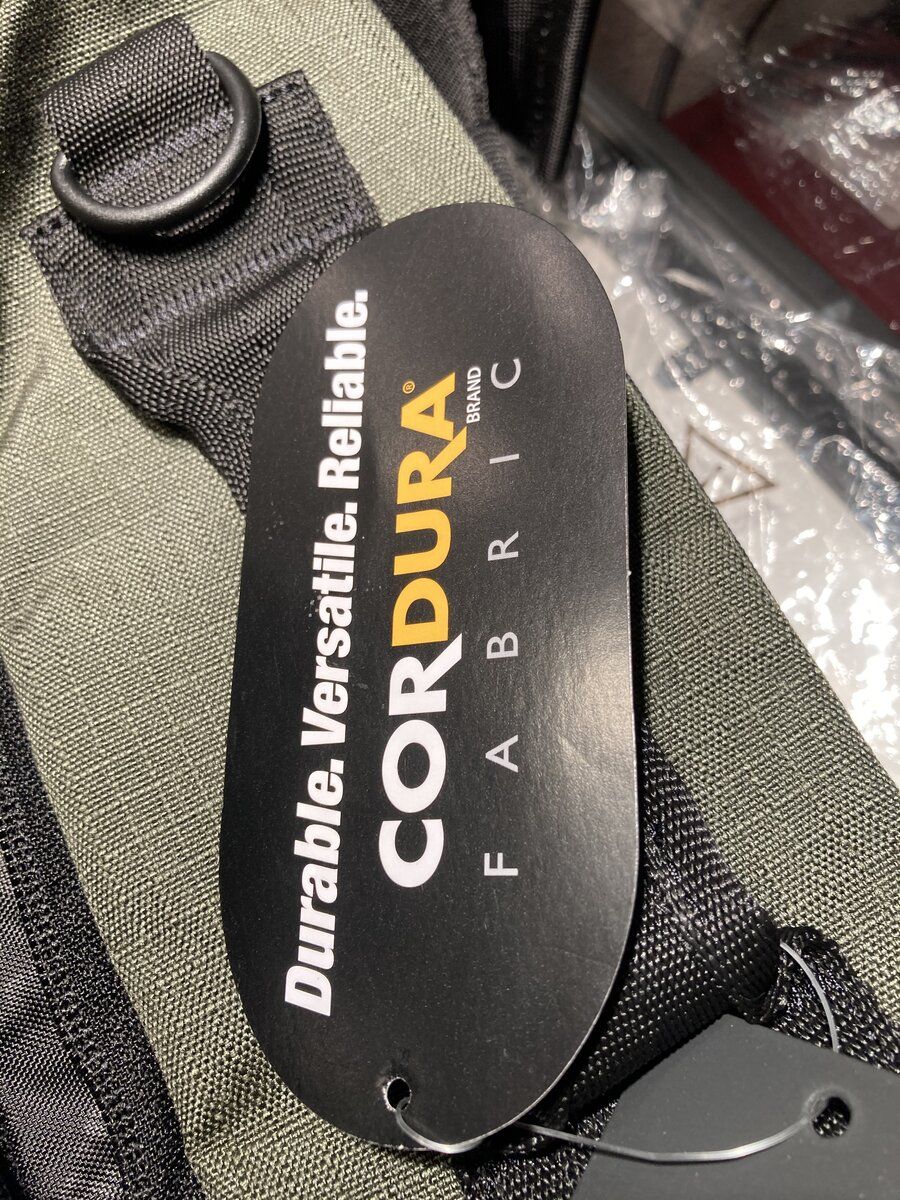 Durable. Versatile. Reliable.
CORDURA®
BRAND
FABRIC